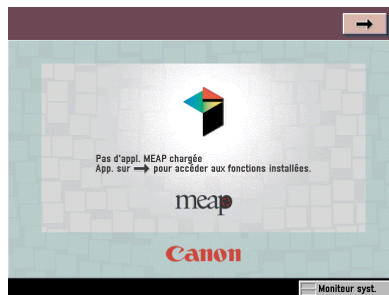 Pas d'appl. MEAP chargée
App. sur → pour accéder aux fonctions installées.
meap
Canon
Moniteur syst.